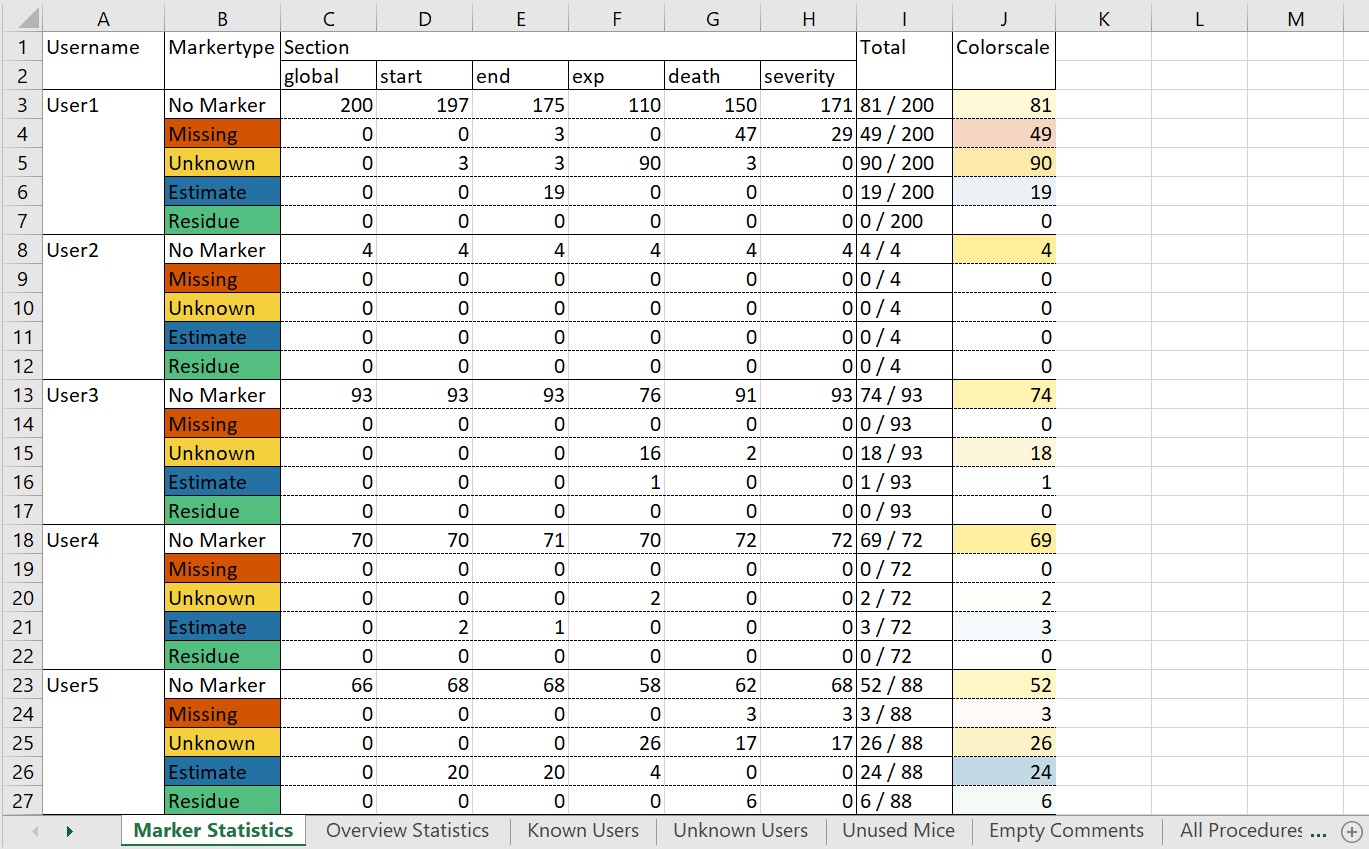 A B C D E F G H I J K L M
1 Username Markertype Section Total Colorscale
2 global start end exp death severity
3 User1 No Marker 200 197 175 110 150 171 81 / 200 81
4 Missing 0 0 3 0 47 29 49 / 200 49
5 Unknown 0 3 3 90 3 0 90 / 200 90
6 Estimate 0 0 19 0 0 0 19 / 200 19
7 Residue 0 0 0 0 0 0 0 / 200 0
8 User2 No Marker 4 4 4 4 4 4 4 / 4 4
9 Missing 0 0 0 0 0 0 0 / 4 0
10 Unknown 0 0 0 0 0 0 0 / 4 0
11 Estimate 0 0 0 0 0 0 0 / 4 0
12 Residue 0 0 0 0 0 0 0 / 4 0
13 User3 No Marker 93 93 93 76 91 93 74 / 93 74
14 Missing 0 0 0 0 0 0 0 / 93 0
15 Unknown 0 0 0 16 2 0 18 / 93 18
16 Estimate 0 0 0 1 0 0 1 / 93 1
17 Residue 0 0 0 0 0 0 0 / 93 0
18 User4 No Marker 70 70 71 70 72 72 69 / 72 69
19 Missing 0 0 0 0 0 0 0 / 72 0
20 Unknown 0 0 0 2 0 0 2 / 72 2
21 Estimate 0 2 1 0 0 0 3 / 72 3
22 Residue 0 0 0 0 0 0 0 / 72 0
23 User5 No Marker 66 68 68 58 62 68 52 / 88 52
24 Missing 0 0 0 0 3 3 3 / 88 3
25 Unknown 0 0 0 26 17 17 26 / 88 26
26 Estimate 0 20 20 4 0 0 24 / 88 24
27 Residue 0 0 0 0 6 0 6 / 88 6
Marker Statistics Overview Statistics Known Users Unknown Users Unused Mice Empty Comments All Procedures ...